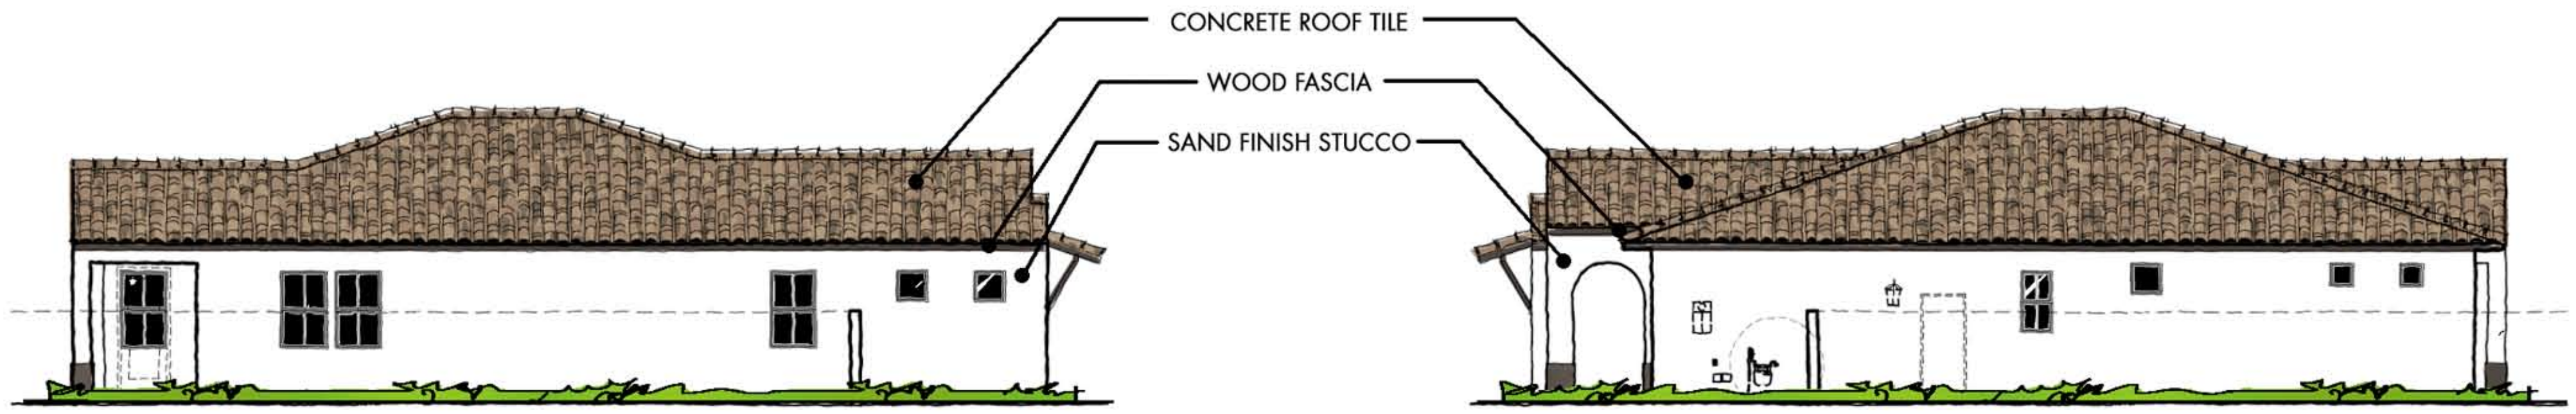 CONCRETE ROOF TILE
WOOD FASCIA
SAND FINISH STUCCO